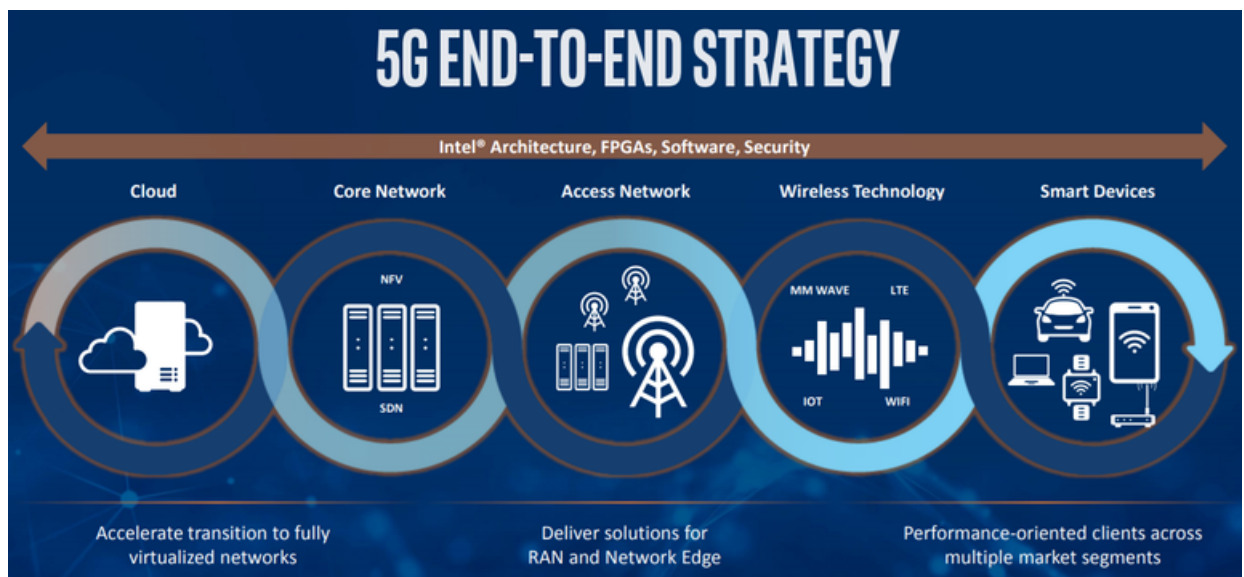 5G END-TO-END STRATEGY
Intel® Architecture, FPGAs, Software, Security
Cloud
Core Network
Access Network
Wireless Technology
Smart Devices
NFV
SDN
MM WAVE
LTE
IOT
WIFI
Accelerate transition to fully
virtualized networks
Deliver solutions for
RAN and Network Edge
Performance-oriented clients across
multiple market segments